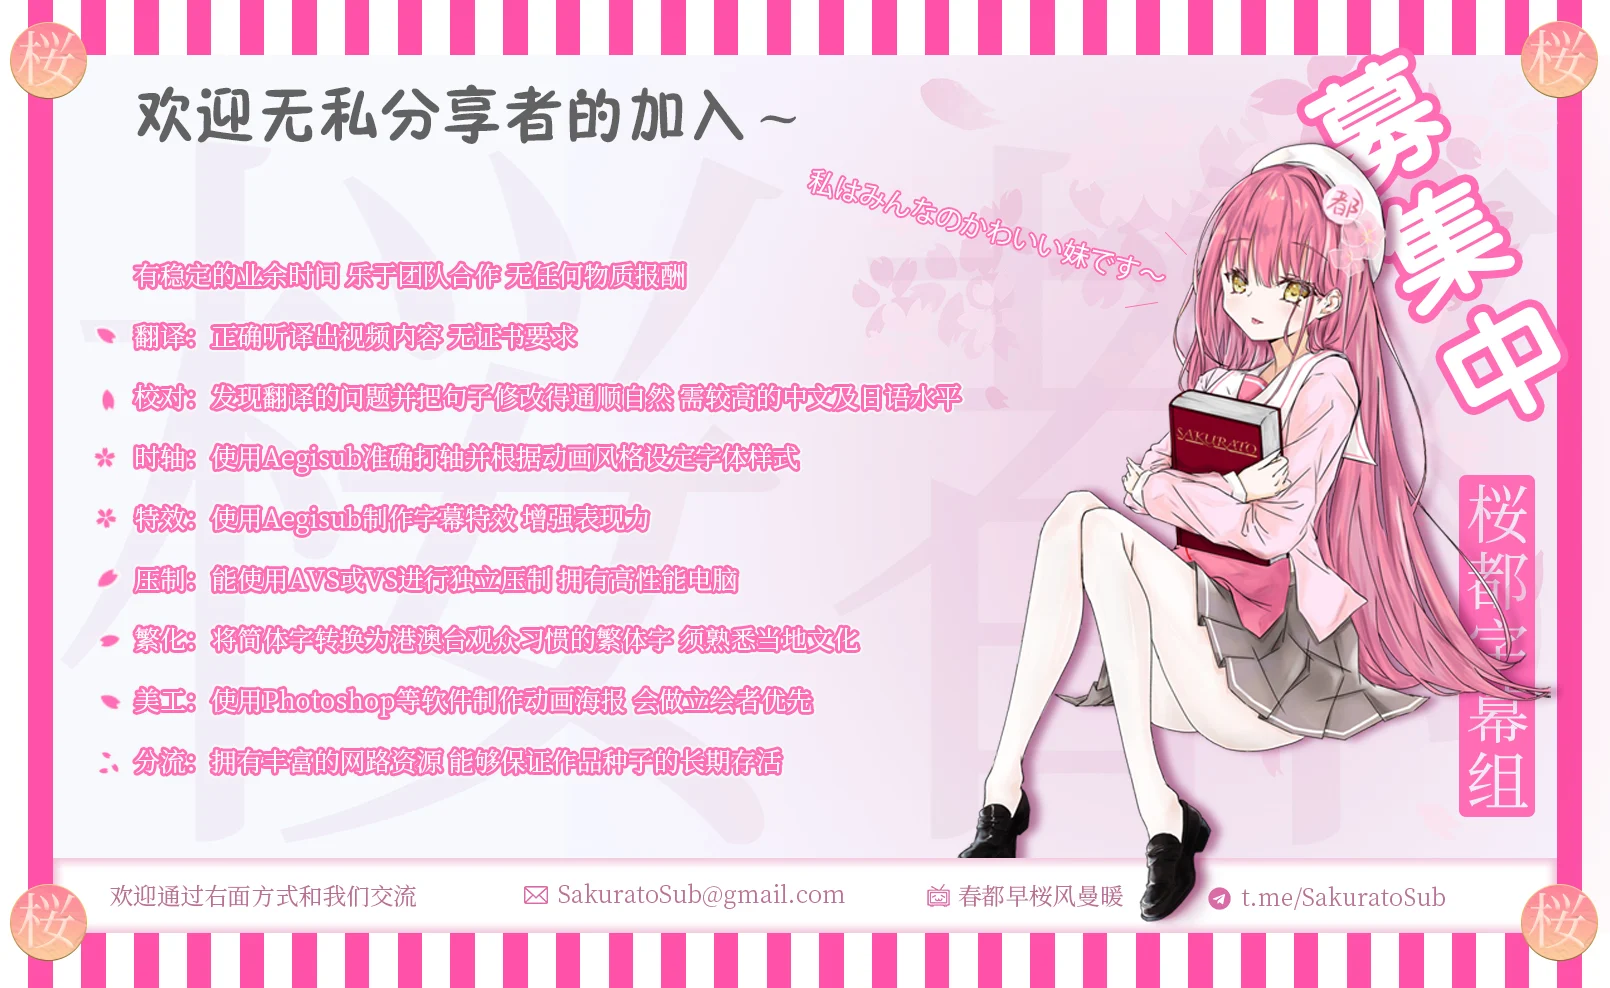 桜
桜
欢迎无私分享者的加入～
募集中
私はみんなのかわいい妹です～
都
有稳定的业余时间 乐于团队合作 无任何物质报酬
翻译：正确听译出视频内容 无证书要求
校对：发现翻译的问题并把句子修改得通顺自然 需较高的中文及日语水平
时轴：使用Aegisub准确打轴并根据动画风格设定字体样式
特效：使用Aegisub制作字幕特效 增强表现力
压制：能使用AVS或VS进行独立压制 拥有高性能电脑
繁化：将简体字转换为港澳台观众习惯的繁体字 须熟悉当地文化
美工：使用Photoshop等软件制作动画海报 会做立绘者优先
分流：拥有丰富的网路资源 能够保证作品种子的长期存活
SAKURATO
桜都字幕组
桜都
欢迎通过右面方式和我们交流
SakuratoSub@gmail.com
春都早桜风曼暖
t.me/SakuratoSub
桜
桜